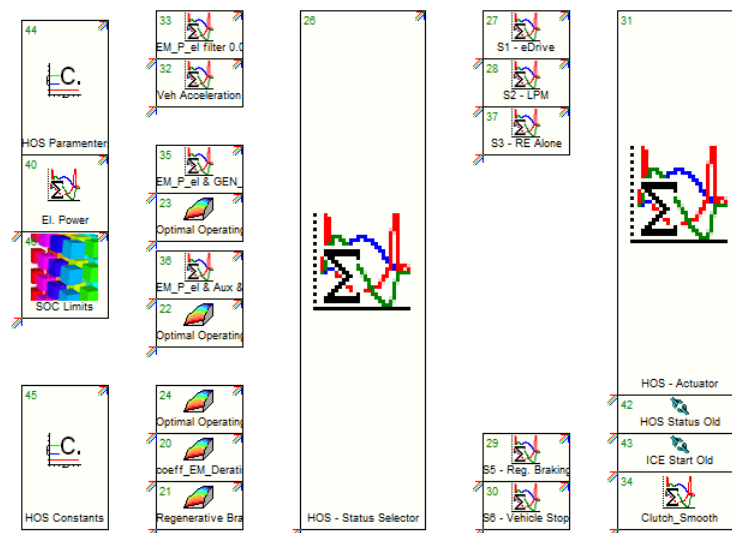 44
C.
HOS Paramenter
40
El. Power
SOC Limits
45
C.
HOS Constants
33
EM_P_el filter 0.0
32
Veh Acceleration
35
EM_P_el & GEN_
23
Optimal Operating
36
EM_P_el & Aux &
22
Optimal Operating
24
Optimal Operating
20
coeff_EM_Derati
21
Regenerative Bra
26
HOS - Status Selector
27
S1 - eDrive
28
S2 - LPM
37
S3 - RE Alone
29
S5 - Reg. Braking
30
S6 - Vehicle Stop
31
HOS - Actuator
42
HOS Status Old
43
ICE Start Old
34
Clutch_Smooth